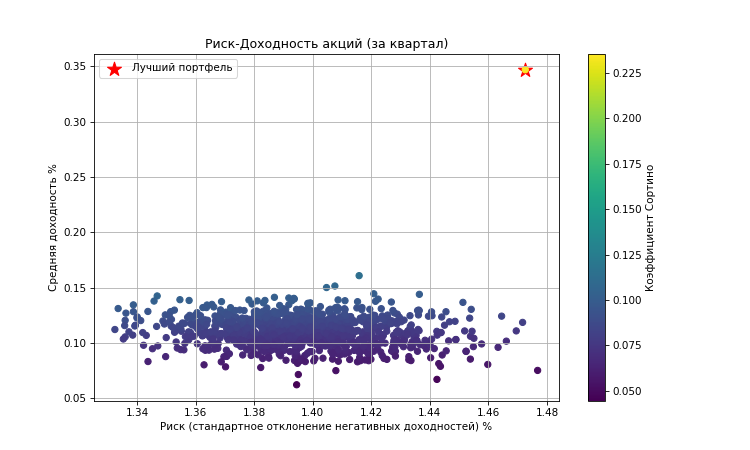 Риск-Доходность акций (за квартал)
Лучший портфель
Средняя доходность %
0.35
0.30
0.25
0.20
0.15
0.10
0.05
1.34 1.36 1.38 1.40 1.42 1.44 1.46 1.48
Риск (стандартное отклонение негативных доходностей) %
0.225
0.200
0.175
0.150
0.125
0.100
0.075
0.050
Коэффициент Сортино